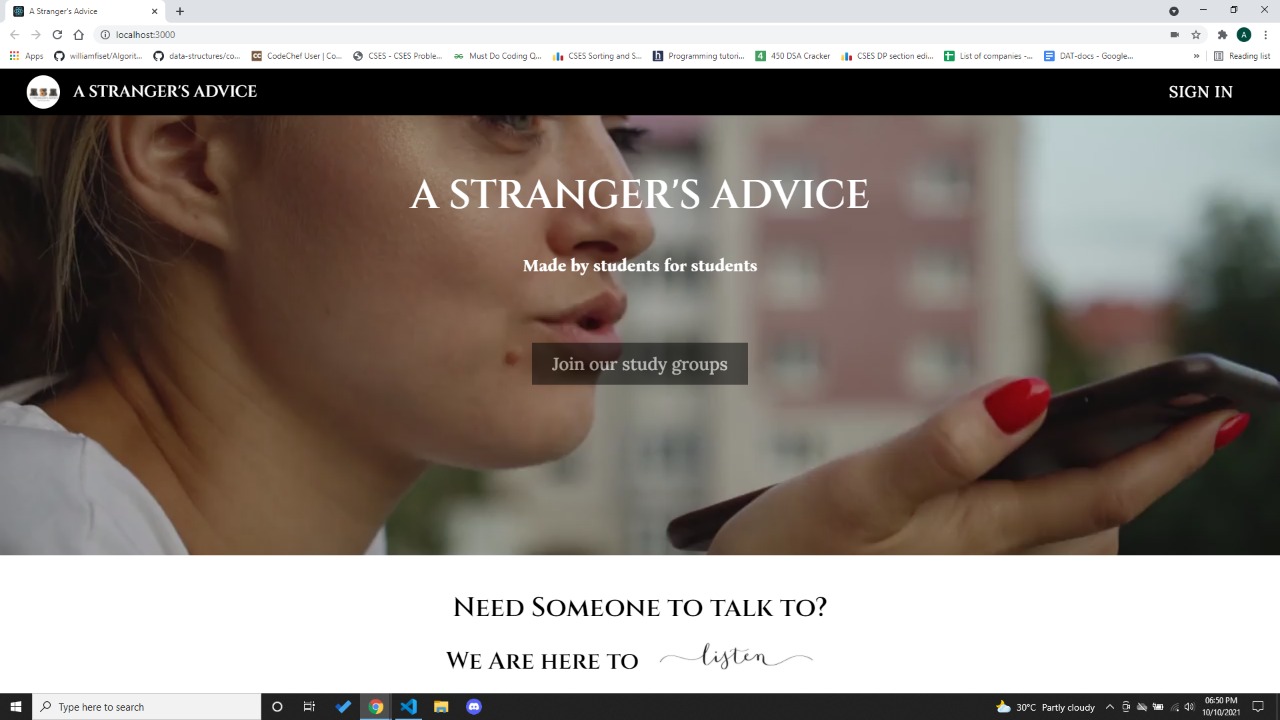 A Stranger's Advice
localhost:3000
A
Apps
williamfiset/Algorit...
data-structures/co...
CodeChef User | Co...
CSES - CSES Proble...
Must Do Coding Q...
CSES Sorting and S...
Programming tutori...
450 DSA Cracker
CSES DP section edi...
List of companies -...
DAT-docs - Google...
»
Reading list
A STRANGER'S ADVICE
SIGN IN
A STRANGER'S ADVICE
Made by students for students
Join our study groups
NEED SOMEONE TO TALK TO?
WE ARE HERE TO listen
Type here to search
30°C Partly cloudy
06:50 PM
10/10/2021